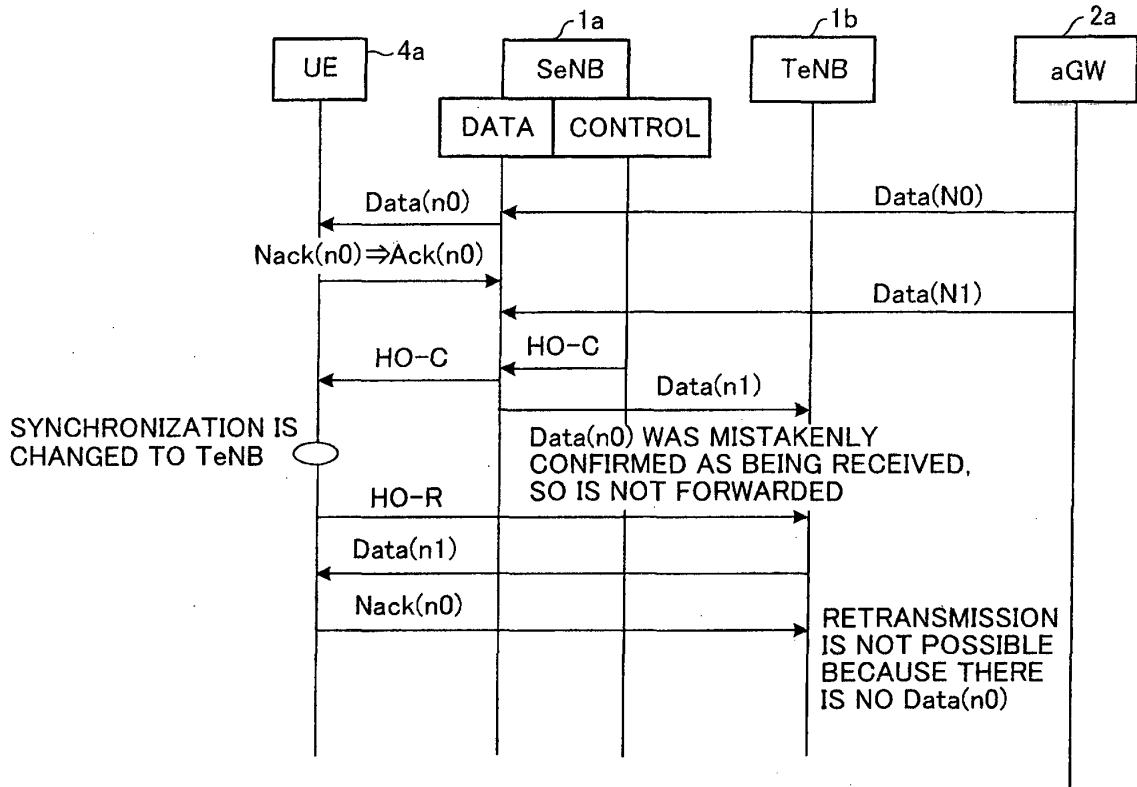 1a
1b
2a
4a
UE
SeNB
TeNB
aGW
DATA
CONTROL
Data(n0)
Data(N0)
Nack(n0)⇒Ack(n0)
Data(N1)
HO-C
HO-C
Data(n1)
SYNCHRONIZATION IS
CHANGED TO TeNB
Data(n0) WAS MISTAKENLY
CONFIRMED AS BEING RECEIVED,
SO IS NOT FORWARDED
HO-R
Data(n1)
Nack(n0)
RETRANSMISSION
IS NOT POSSIBLE
BECAUSE THERE
IS NO Data(n0)